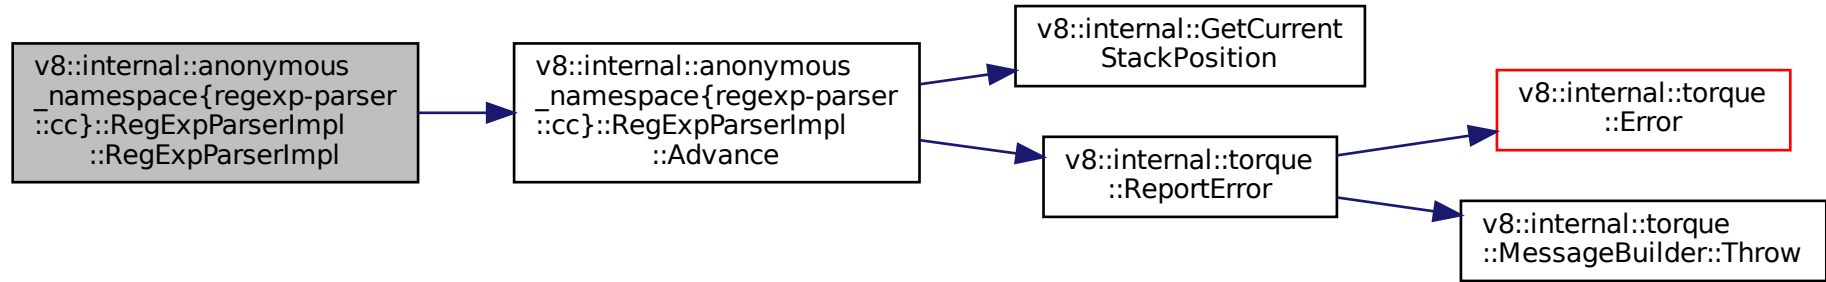 v8::internal::anonymous
_namespace{regexp-parser
::cc}::RegExpParserImpl
::RegExpParserImpl
v8::internal::anonymous
_namespace{regexp-parser
::cc}::RegExpParserImpl
::Advance
v8::internal::GetCurrent
StackPosition
v8::internal::torque
::ReportError
v8::internal::torque
::Error
v8::internal::torque
::MessageBuilder::Throw